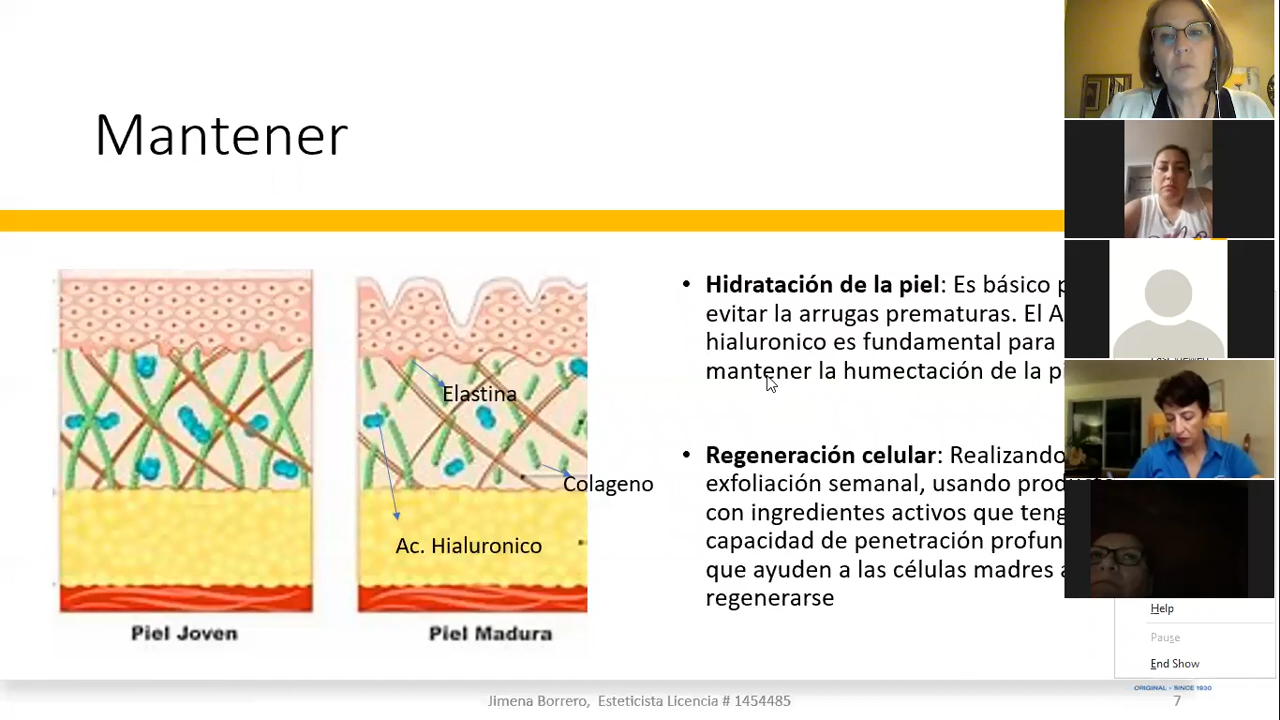 Mantener
Elastina
Colageno
Ac. Hialuronico
Piel Joven
Piel Madura
• Hidratación de la piel: Es básico
evitar la arrugas prematuras. El
hialuronico es fundamental para
mantener la humectación de la
• Regeneración celular: Realizando
exfoliación semanal, usando
con ingredientes activos que
capacidad de penetración
que ayuden a las células madres
regenerarse
Help
Pause
End Show
ORIGINAL - SINCE 1930
Jimena Borrero, Esteticista Licencia # 1454485
7